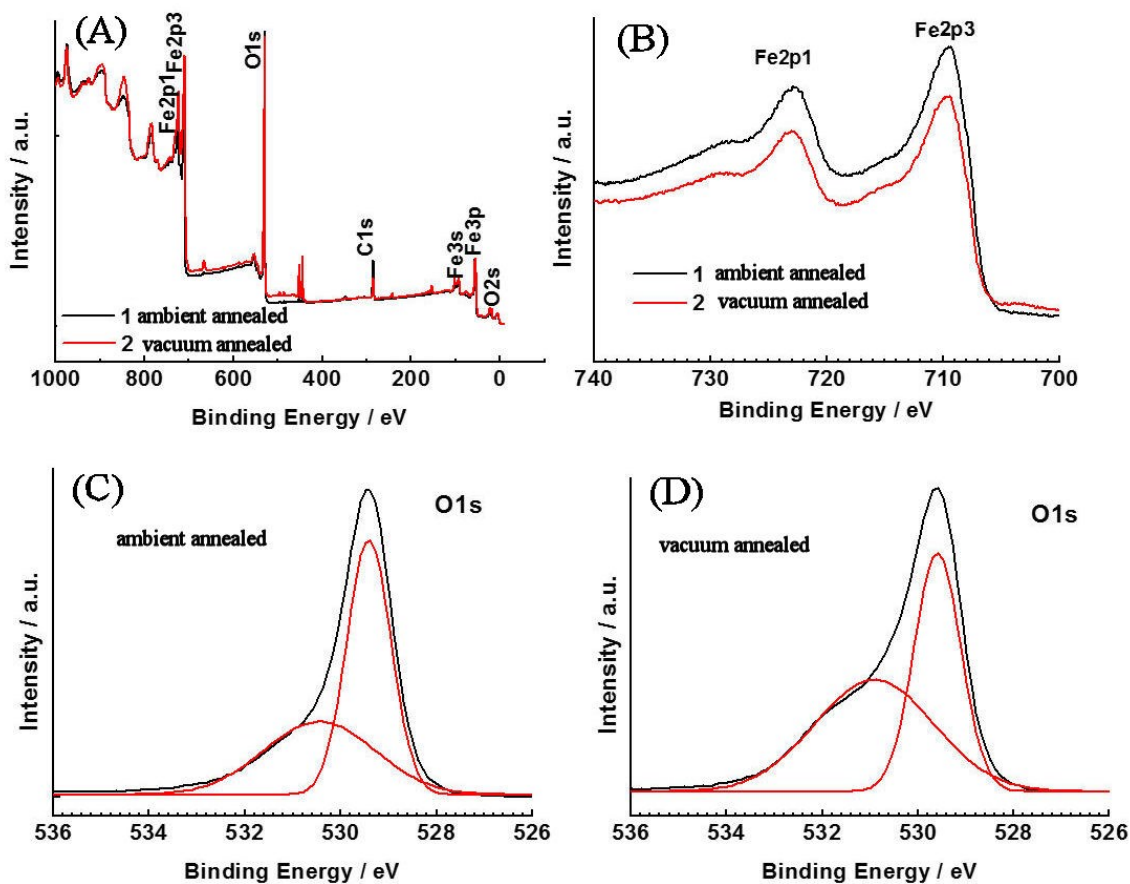 (A)
Fe2p1
Fe2p3
O1s
C1s
Fe3s
Fe3p
O2s
Intensity / a.u.
1 ambient annealed
2 vacuum annealed
1000 800 600 400 200 0
Binding Energy / eV
(B)
Fe2p1
Fe2p3
Intensity / a.u.
1 ambient annealed
2 vacuum annealed
740 730 720 710 700
Binding Energy / eV
(C)
O1s
ambient annealed
Intensity / a.u.
536 534 532 530 528 526
Binding Energy / eV
(D)
O1s
vacuum annealed
Intensity / a.u.
536 534 532 530 528 526
Binding Energy / eV